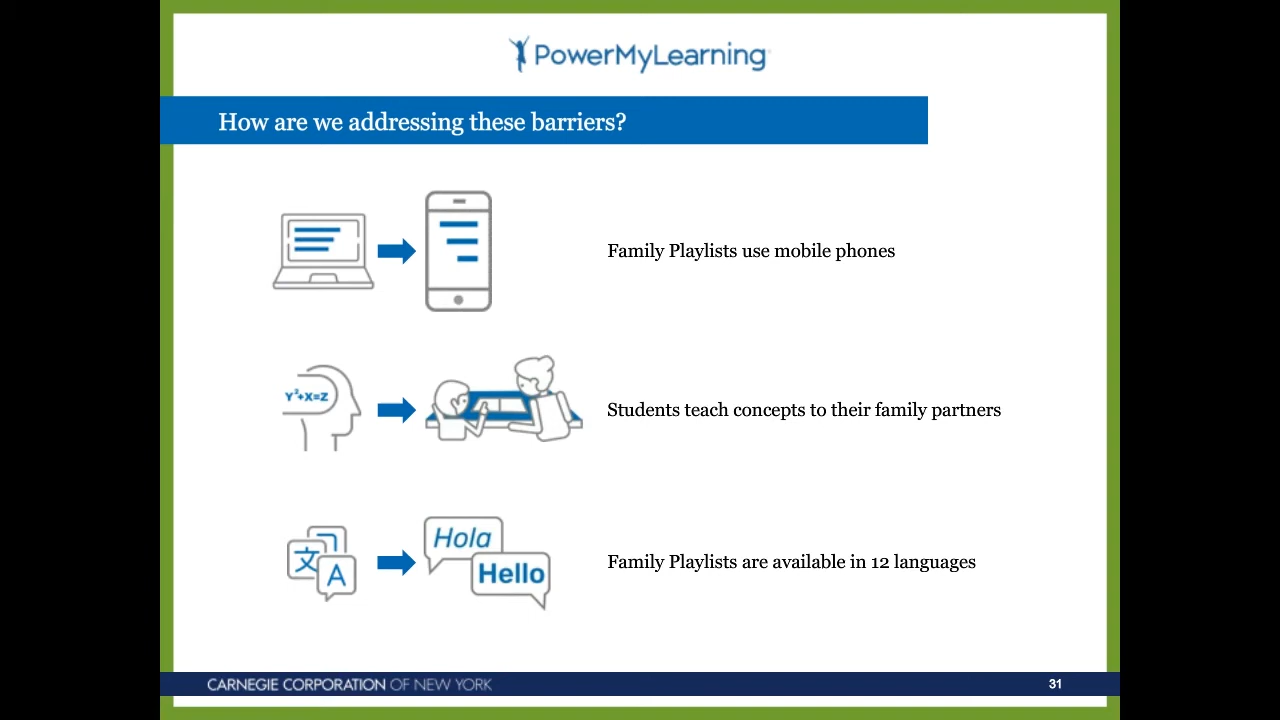 PowerMyLearning
How are we addressing these barriers?
Family Playlists use mobile phones
Y²+X=Z
Students teach concepts to their family partners
文
A
Hola
Hello
Family Playlists are available in 12 languages
CARNEGIE CORPORATION OF NEW YORK
31